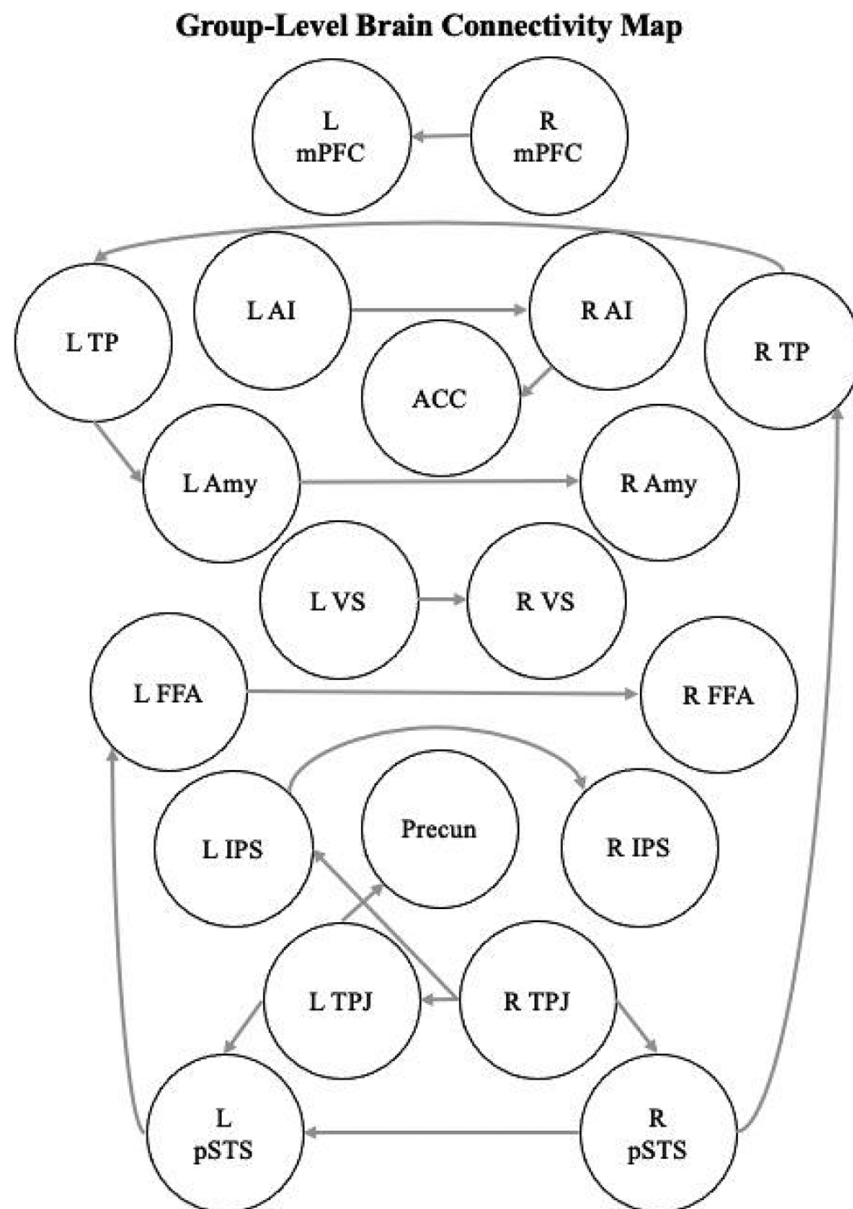 Group-Level Brain Connectivity Map
L
mPFC
R
mPFC
L AI
R AI
L TP
R TP
ACC
L Amy
R Amy
L VS
R VS
L FFA
R FFA
Precun
L IPS
R IPS
L TPJ
R TPJ
L
pSTS
R
pSTS